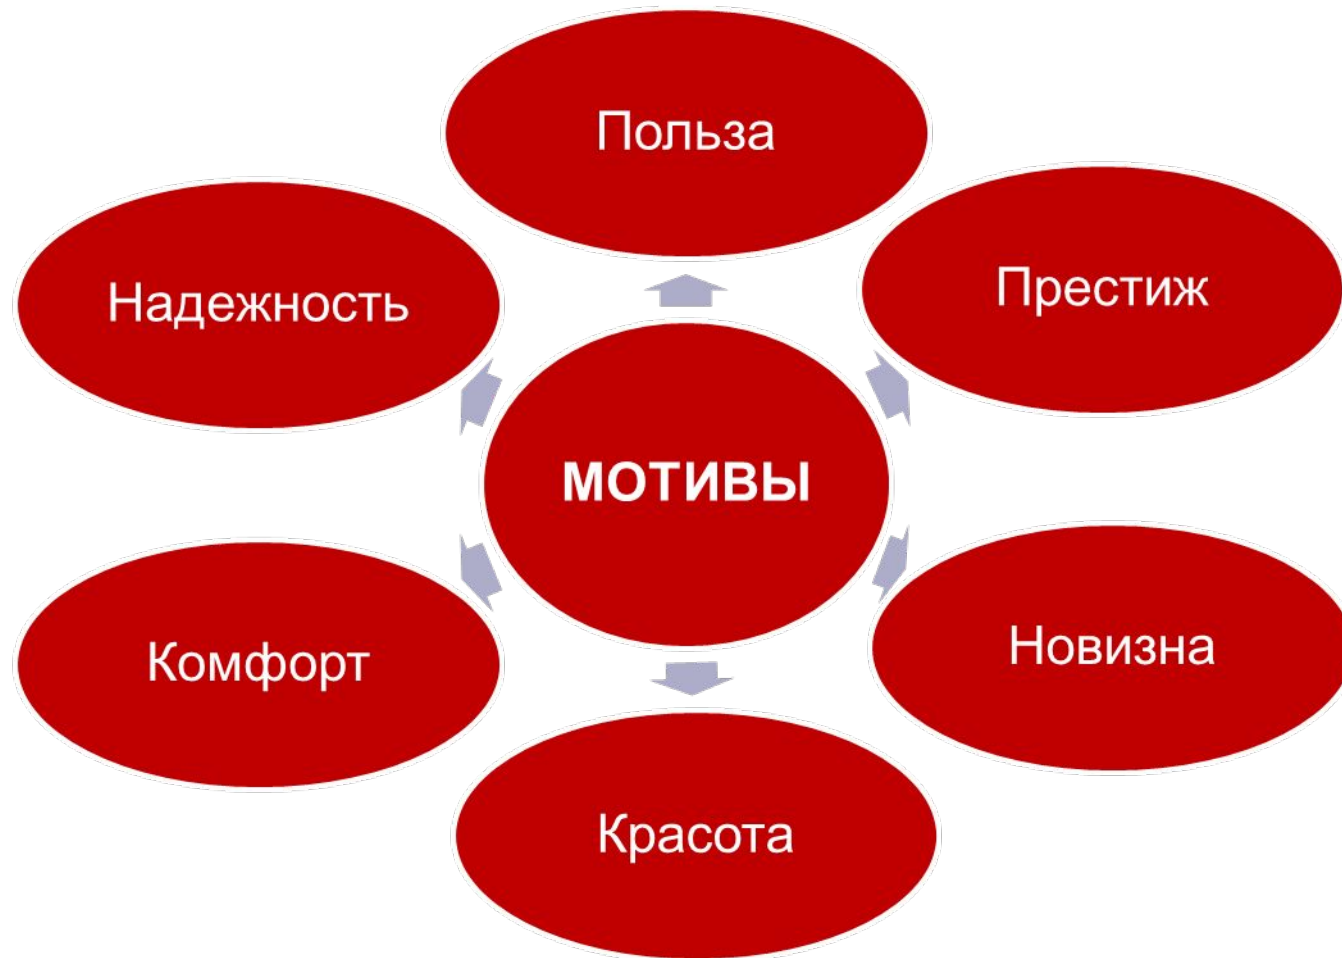 Польза
Престиж
Надежность
МОТИВЫ
Новизна
Комфорт
Красота